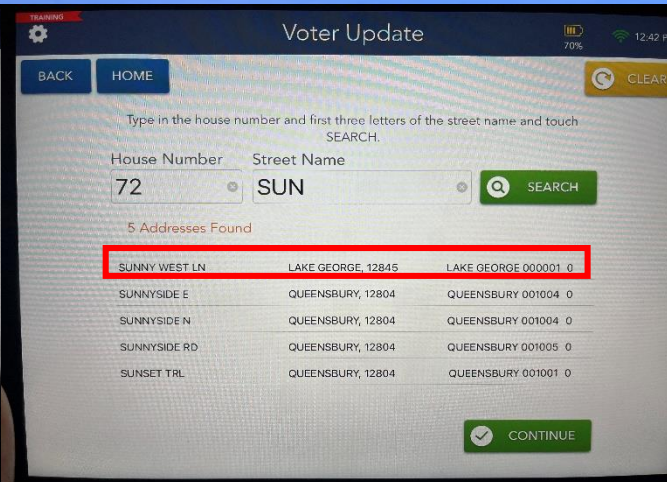 TRAINING
Voter Update
70%
12:42 P
BACK
HOME
CLEAR
Type in the house number and first three letters of the street name and touch
SEARCH.
House Number Street Name
72 SUN SEARCH
5 Addresses Found
SUNNY WEST LN LAKE GEORGE, 12845 LAKE GEORGE 000001 0
SUNNYSIDE E QUEENSBURY, 12804 QUEENSBURY 001004 0
SUNNYSIDE N QUEENSBURY, 12804 QUEENSBURY 001004 0
SUNNYSIDE RD QUEENSBURY, 12804 QUEENSBURY 001005 0
SUNSET TRL QUEENSBURY, 12804 QUEENSBURY 001001 0
CONTINUE